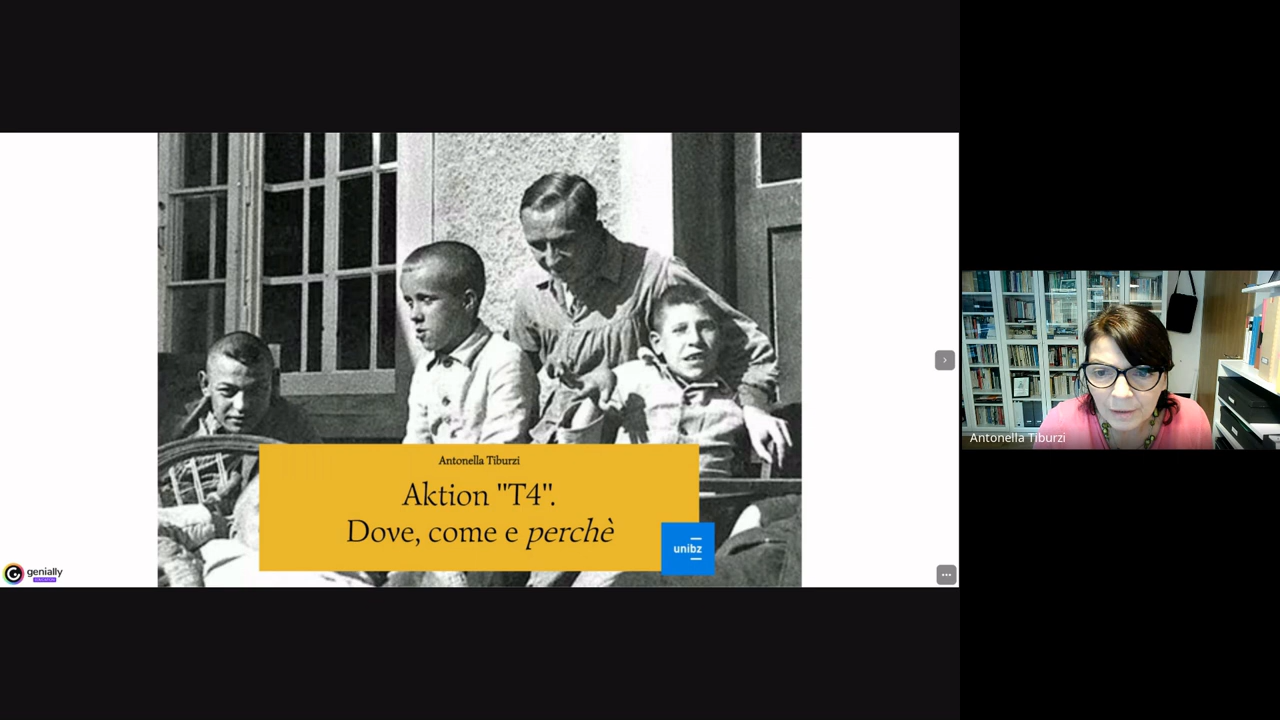 Antonella Tiburzi
Aktion "T4".
Dove, come e perchè
unibz
genially
Antonella Tiburzi